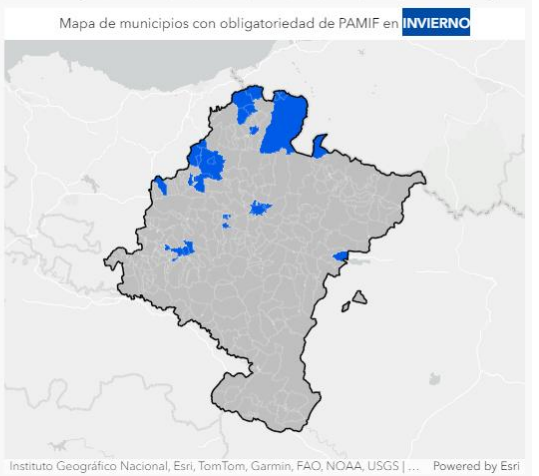 Mapa de municipios con obligatoriedad de PAMIF en INVIERNO
Instituto Geográfico Nacional, Esri, TomTom, Garmin, FAO, NOAA, USGS | ... Powered by Esri